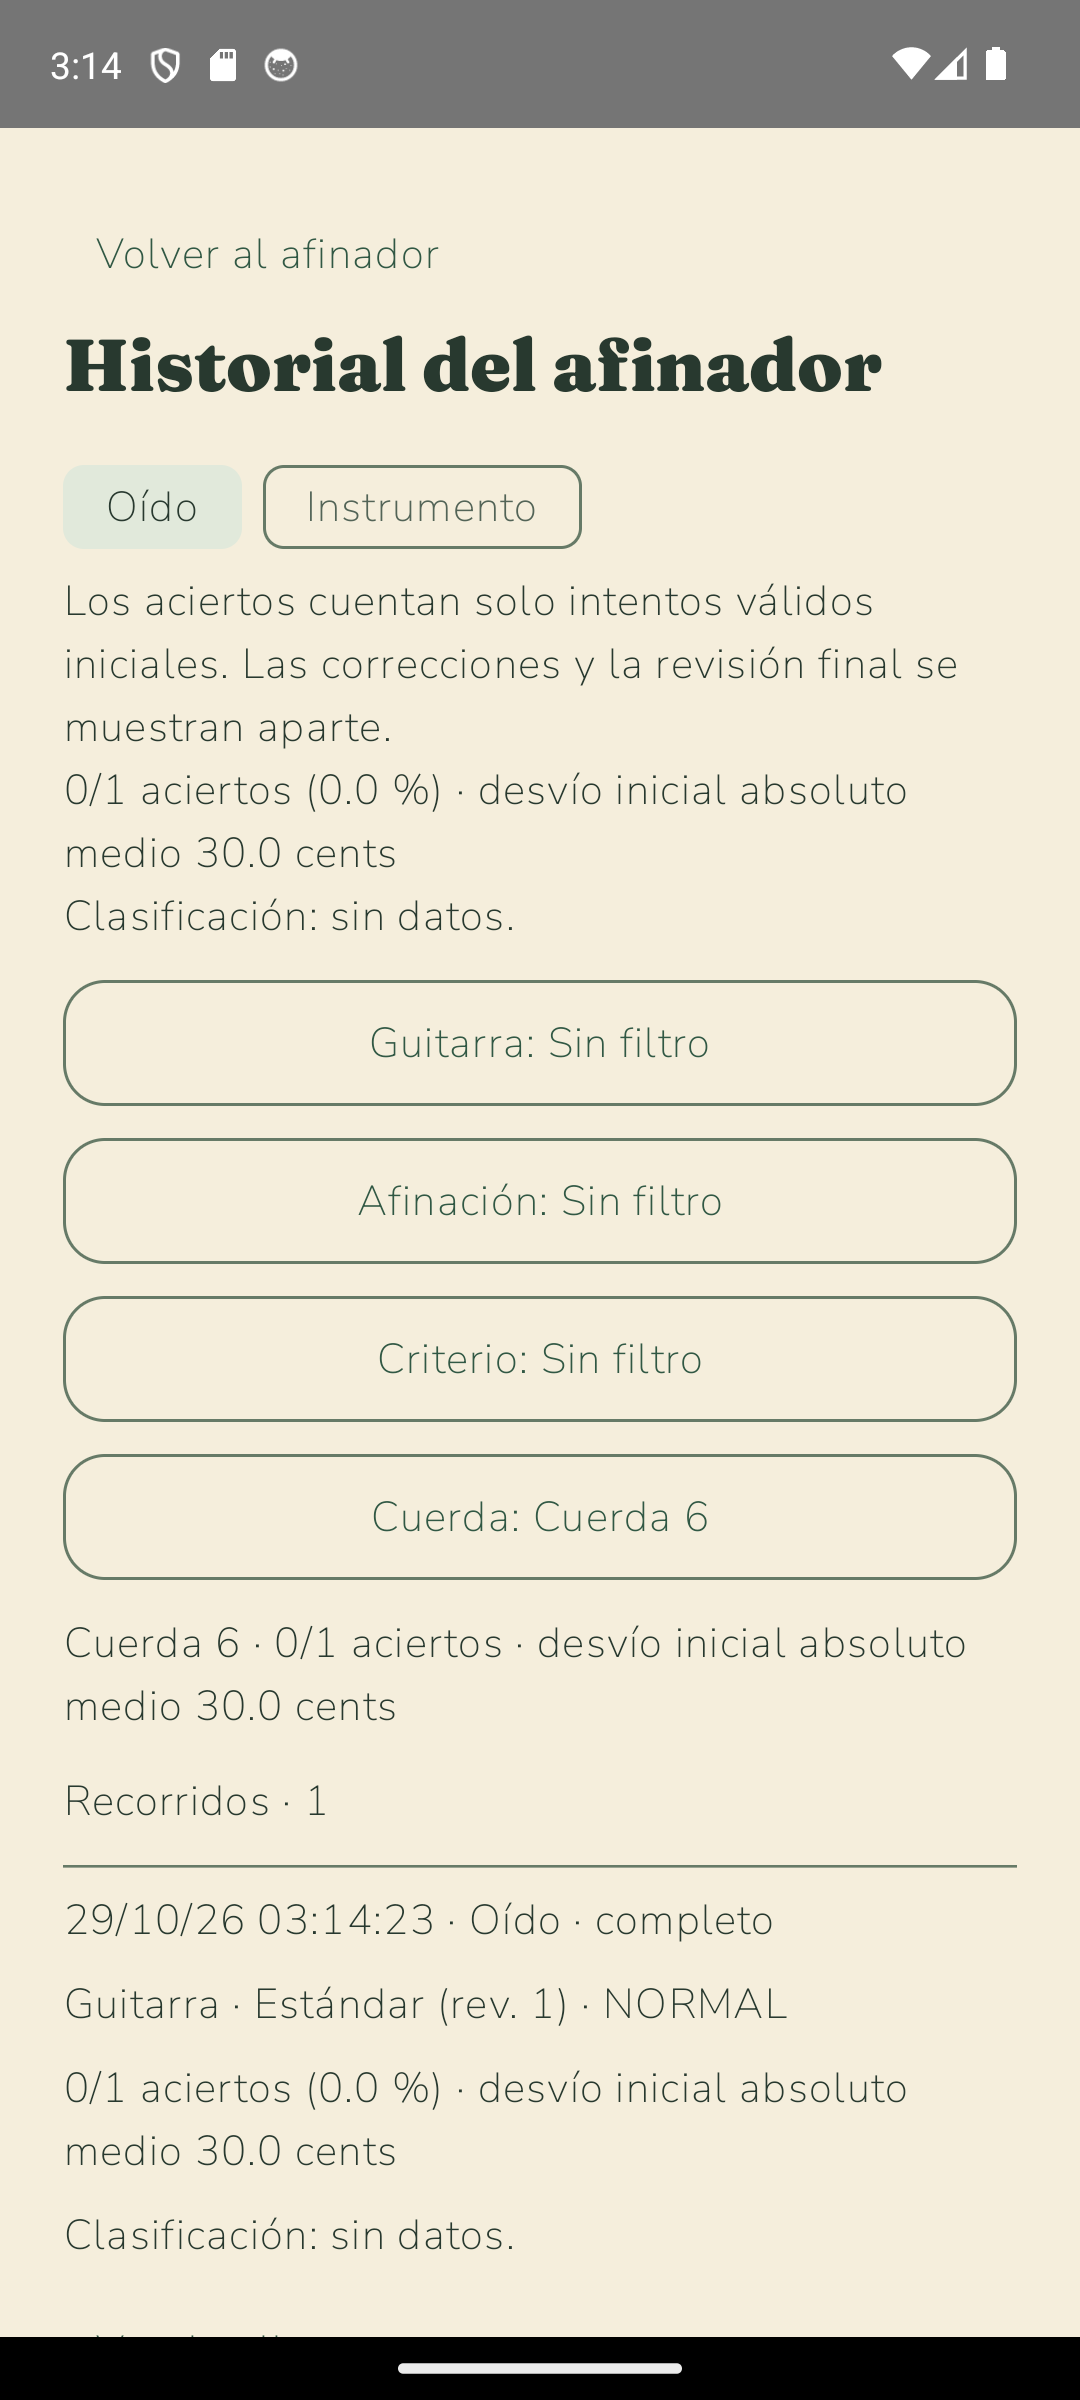 3:14
Volver al afinador
Historial del afinador
Oído
Instrumento
Los aciertos cuentan solo intentos válidos
iniciales. Las correcciones y la revisión final se
muestran aparte.
0/1 aciertos (0.0 %) · desvío inicial absoluto
medio 30.0 cents
Clasificación: sin datos.
Guitarra: Sin filtro
Afinación: Sin filtro
Criterio: Sin filtro
Cuerda: Cuerda 6
Cuerda 6 · 0/1 aciertos · desvío inicial absoluto
medio 30.0 cents
Recorridos · 1
29/10/26 03:14:23 · Oído · completo
Guitarra · Estándar (rev. 1) · NORMAL
0/1 aciertos (0.0 %) · desvío inicial absoluto
medio 30.0 cents
Clasificación: sin datos.